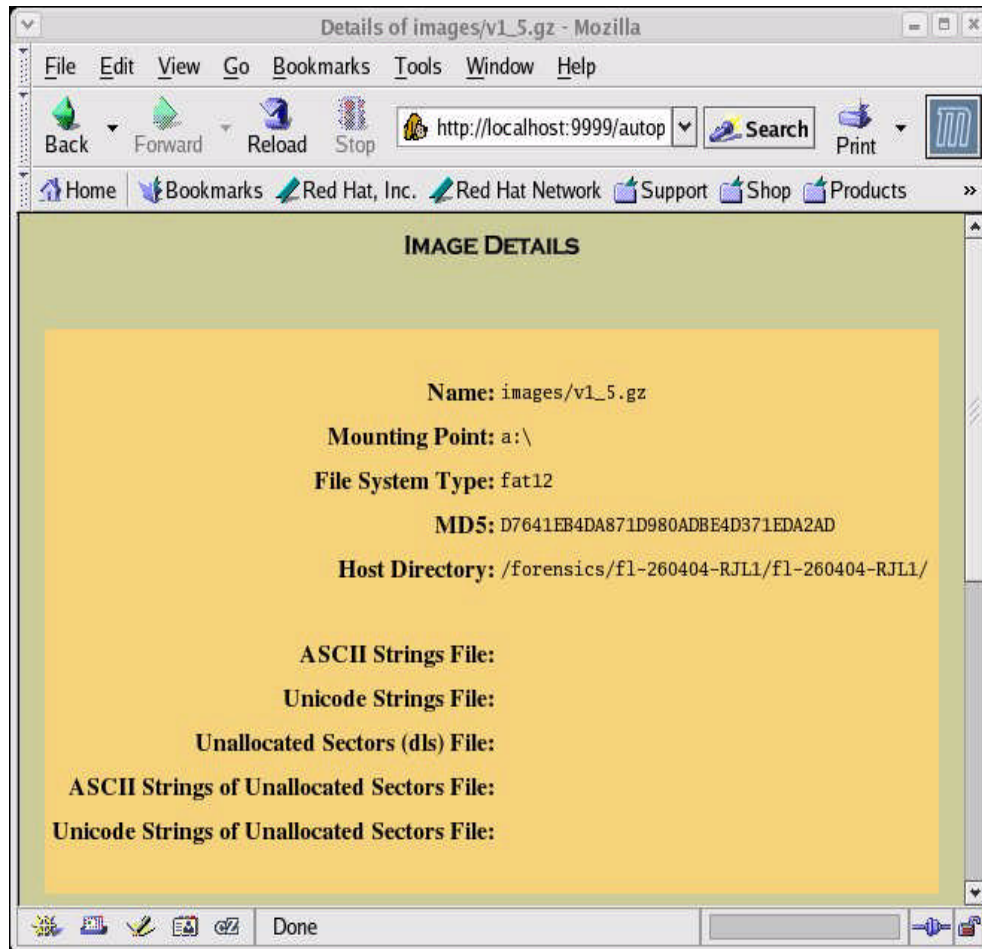 Details of images/v1_5.gz - Mozilla
File Edit View Go Bookmarks Tools Window Help
Back Forward Reload Stop http://localhost:9999/autop Search Print
Home Bookmarks Red Hat, Inc. Red Hat Network Support Shop Products »
IMAGE DETAILS
Name: images/v1_5.gz
Mounting Point: a:\
File System Type: fat12
MD5: D7641EB4DA871D980ADBE4D371EDA2AD
Host Directory: /forensics/fl-260404-RJL1/fl-260404-RJL1/
ASCII Strings File:
Unicode Strings File:
Unallocated Sectors (dls) File:
ASCII Strings of Unallocated Sectors File:
Unicode Strings of Unallocated Sectors File:
Done